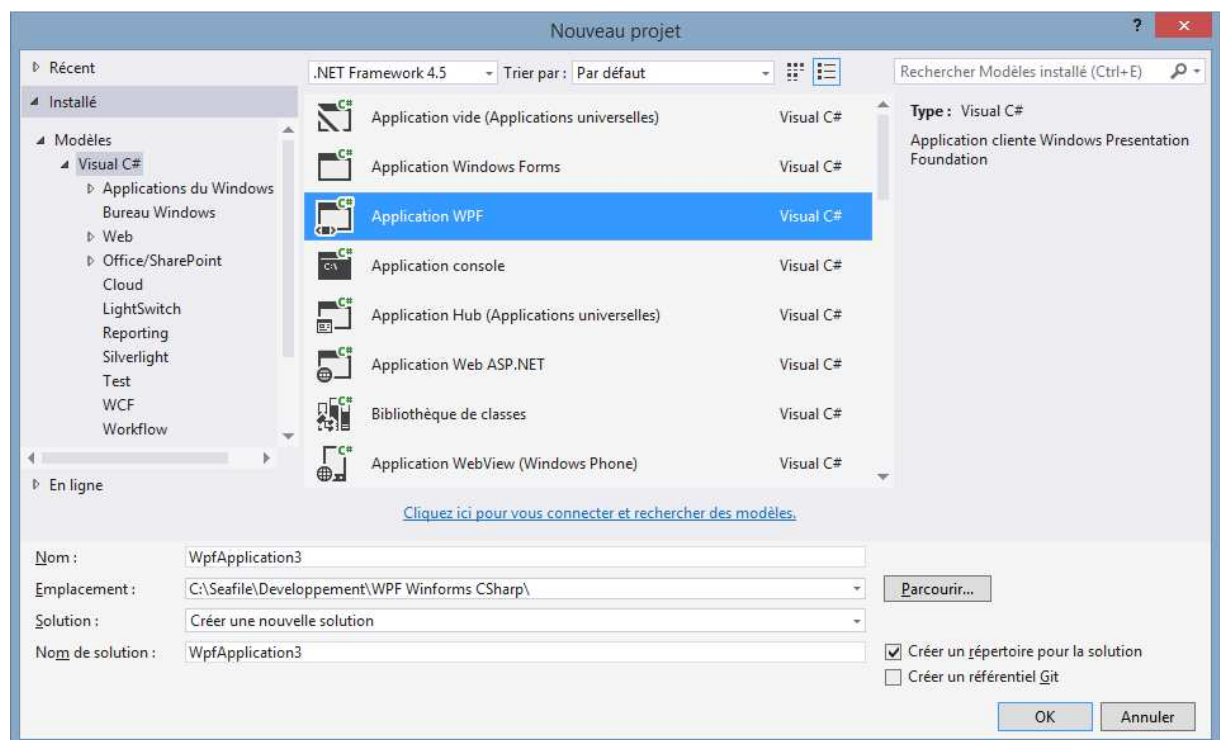 Nouveau projet
?
Récent
Installé
Modèles
Visual C#
Applications du Windows
Bureau Windows
Web
Office/SharePoint
Cloud
LightSwitch
Reporting
Silverlight
Test
WCF
Workflow
En ligne
.NET Framework 4.5
Trier par : Par défaut
Application vide (Applications universelles) Visual C#
Application Windows Forms Visual C#
Application WPF Visual C#
Application console Visual C#
Application Hub (Applications universelles) Visual C#
Application Web ASP.NET Visual C#
Bibliothèque de classes Visual C#
Application WebView (Windows Phone) Visual C#
Cliquez ici pour vous connecter et rechercher des modèles.
Rechercher Modèles installé (Ctrl+E)
Type : Visual C#
Application cliente Windows Presentation
Foundation
Nom : WpfApplication3
Emplacement : C:\Seafile\Developpement\WPF Winforms CSharp\
Parcourir...
Solution : Créer une nouvelle solution
Nom de solution : WpfApplication3
Créer un répertoire pour la solution
Créer un référentiel Git
OK
Annuler